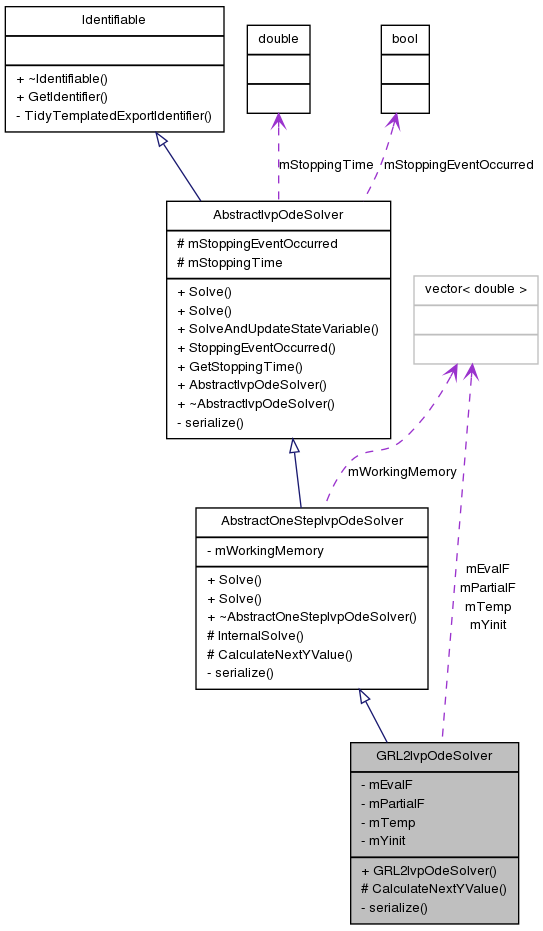 Identifiable
+ ~Identifiable()
+ GetIdentifier()
- TidyTemplatedExportIdentifier()
double
bool
mStoppingTime
mStoppingEventOccurred
AbstractIvpOdeSolver
# mStoppingEventOccurred
# mStoppingTime
+ Solve()
+ Solve()
+ SolveAndUpdateStateVariable()
+ StoppingEventOccurred()
+ GetStoppingTime()
+ AbstractIvpOdeSolver()
+ ~AbstractIvpOdeSolver()
- serialize()
vector< double >
mWorkingMemory
AbstractOneStepIvpOdeSolver
- mWorkingMemory
+ Solve()
+ Solve()
+ ~AbstractOneStepIvpOdeSolver()
# InternalSolve()
# CalculateNextYValue()
- serialize()
mEvalF
mPartialF
mTemp
mYinit
GRL2IvpOdeSolver
- mEvalF
- mPartialF
- mTemp
- mYinit
+ GRL2IvpOdeSolver()
# CalculateNextYValue()
- serialize()